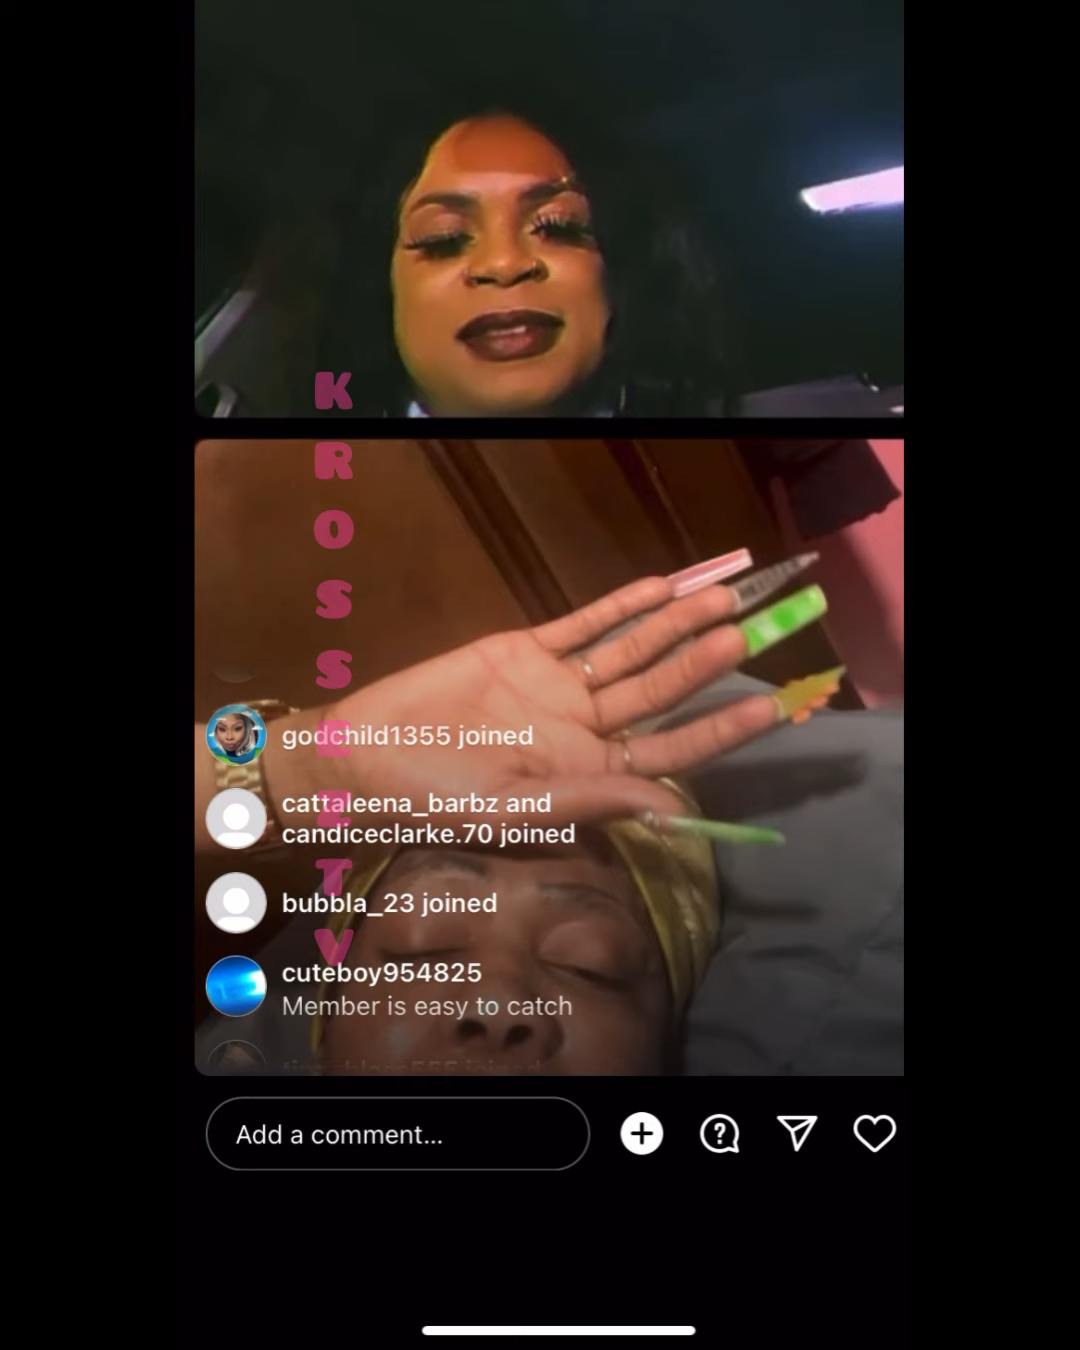 K
R
O
S
S
E
Z
T
V
godchild1355 joined
cattaleena_barbz and
candiceclarke.70 joined
bubbla_23 joined
cuteboy954825
Member is easy to catch
Add a comment...